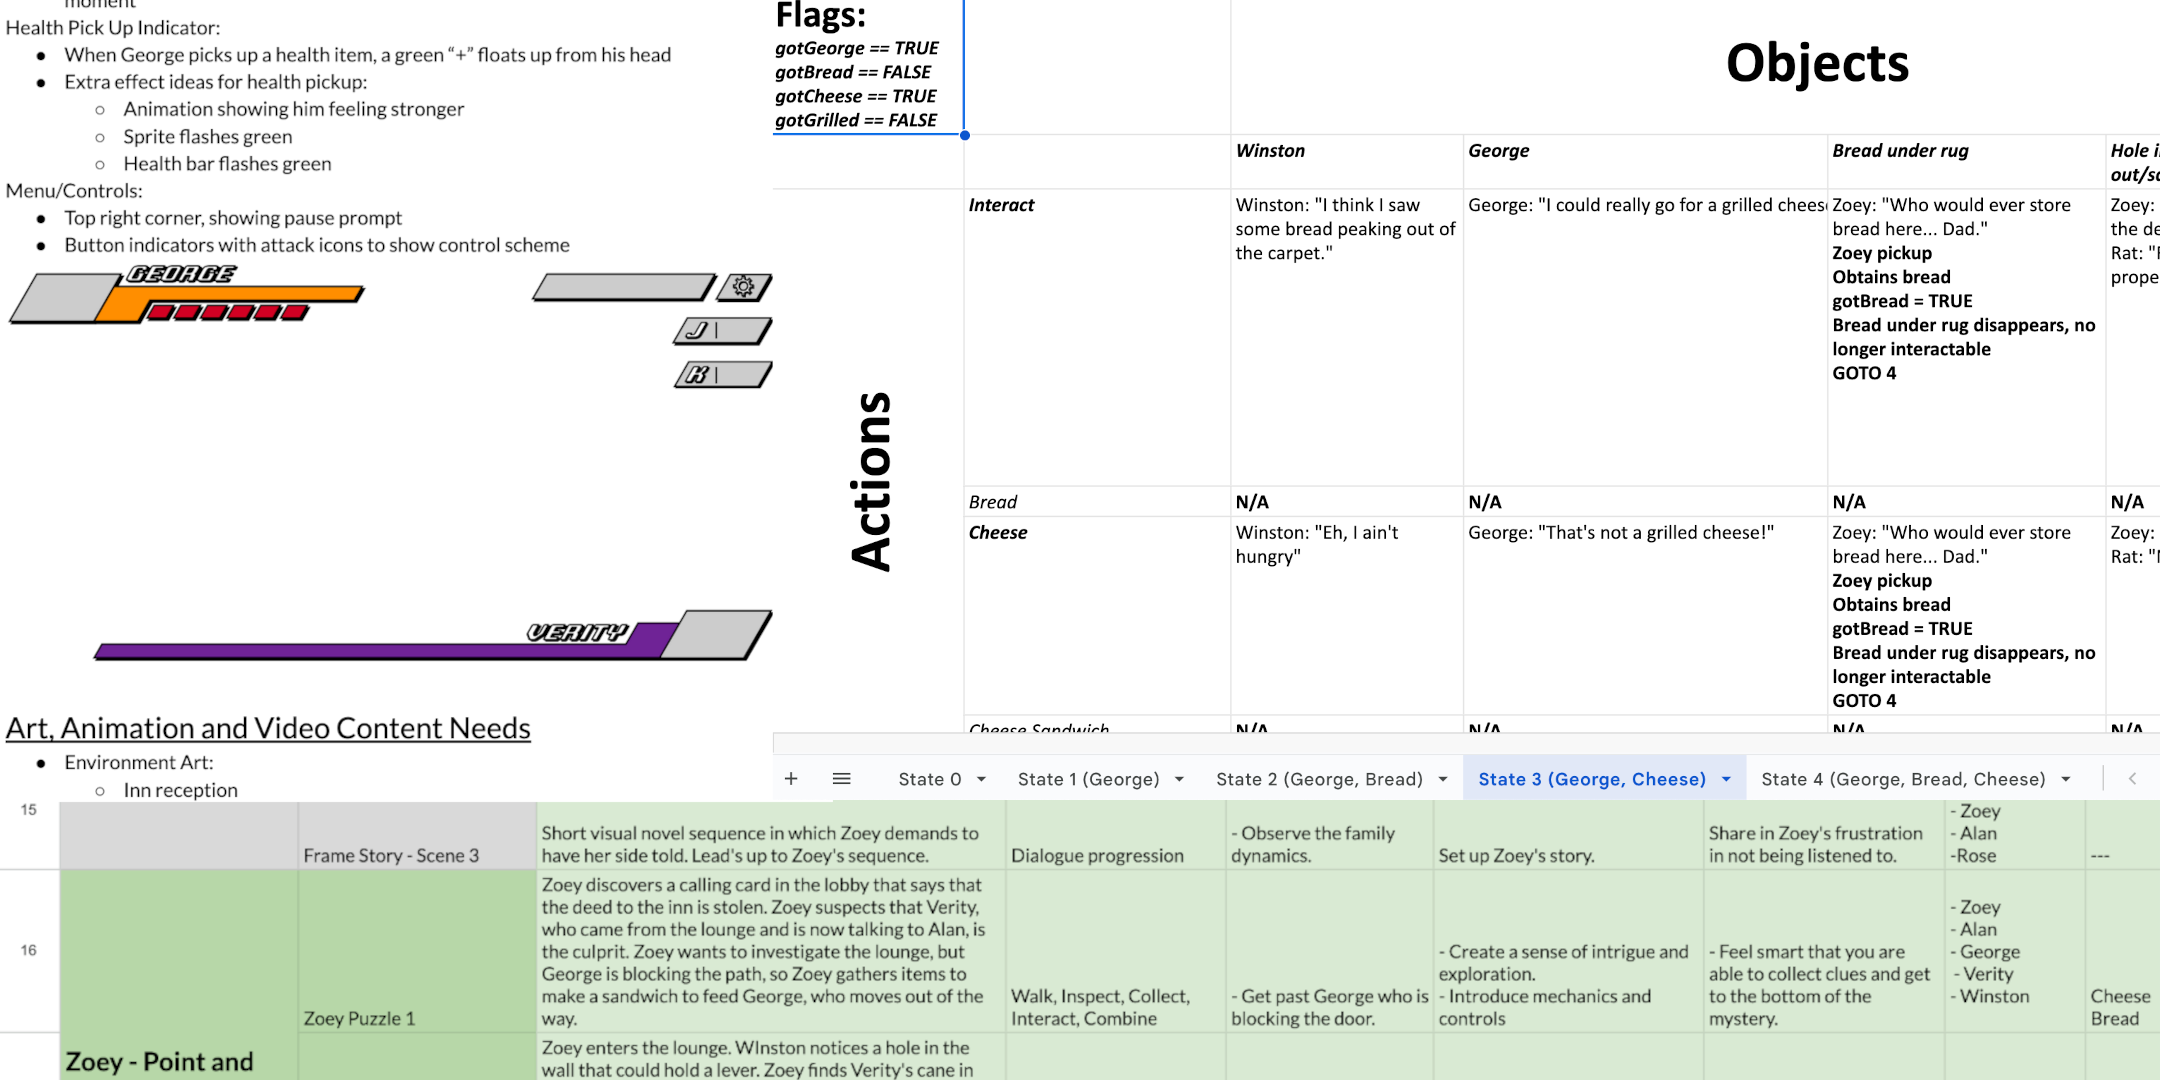 moment
Health Pick Up Indicator:
● When George picks up a health item, a green “+” floats up from his head
● Extra effect ideas for health pickup:
○ Animation showing him feeling stronger
○ Sprite flashes green
○ Health bar flashes green
Menu/Controls:
● Top right corner, showing pause prompt
● Button indicators with attack icons to show control scheme
GEORGE
J |
K |
VERITY
Art, Animation and Video Content Needs
● Environment Art:
○ Inn reception
Flags:
gotGeorge == TRUE
gotBread == FALSE
gotCheese == TRUE
gotGrilled == FALSE
Objects
Actions
Winston
George
Bread under rug
Hole
Interact
Winston: "I think I saw
some bread peaking out of
the carpet."
George: "I could really go for a grilled chees
Zoey: "Who would ever store
bread here... Dad."
Zoey pickup
Obtains bread
gotBread = TRUE
Bread under rug disappears, no
longer interactable
GOTO 4
Zoey:
the de
Rat: "
prope
Bread
N/A
N/A
N/A
N/A
Cheese
Winston: "Eh, I ain't
hungry"
George: "That's not a grilled cheese!"
Zoey: "Who would ever store
bread here... Dad."
Zoey pickup
Obtains bread
gotBread = TRUE
Bread under rug disappears, no
longer interactable
GOTO 4
Zoey:
Rat: "
Cheese Sandwich
N/A
N/A
N/A
N/A
State 0
State 1 (George)
State 2 (George, Bread)
State 3 (George, Cheese)
State 4 (George, Bread, Cheese)
15
Frame Story - Scene 3
Short visual novel sequence in which Zoey demands to
have her side told. Lead's up to Zoey's sequence.
Dialogue progression
- Observe the family
dynamics.
Set up Zoey's story.
Share in Zoey's frustration
in not being listened to.
- Zoey
- Alan
-Rose
---
16
Zoey Puzzle 1
Zoey discovers a calling card in the lobby that says that
the deed to the inn is stolen. Zoey suspects that Verity,
who came from the lounge and is now talking to Alan, is
the culprit. Zoey wants to investigate the lounge, but
George is blocking the path, so Zoey gathers items to
make a sandwich to feed George, who moves out of the
way.
Walk, Inspect, Collect,
Interact, Combine
- Get past George who is
blocking the door.
- Create a sense of intrigue and
exploration.
- Introduce mechanics and
controls
- Feel smart that you are
able to collect clues and get
to the bottom of the
mystery.
- Zoey
- Alan
- George
- Verity
- Winston
Cheese
Bread
Zoey - Point and
Zoey enters the lounge. WInston notices a hole in the
wall that could hold a lever. Zoey finds Verity's cane in